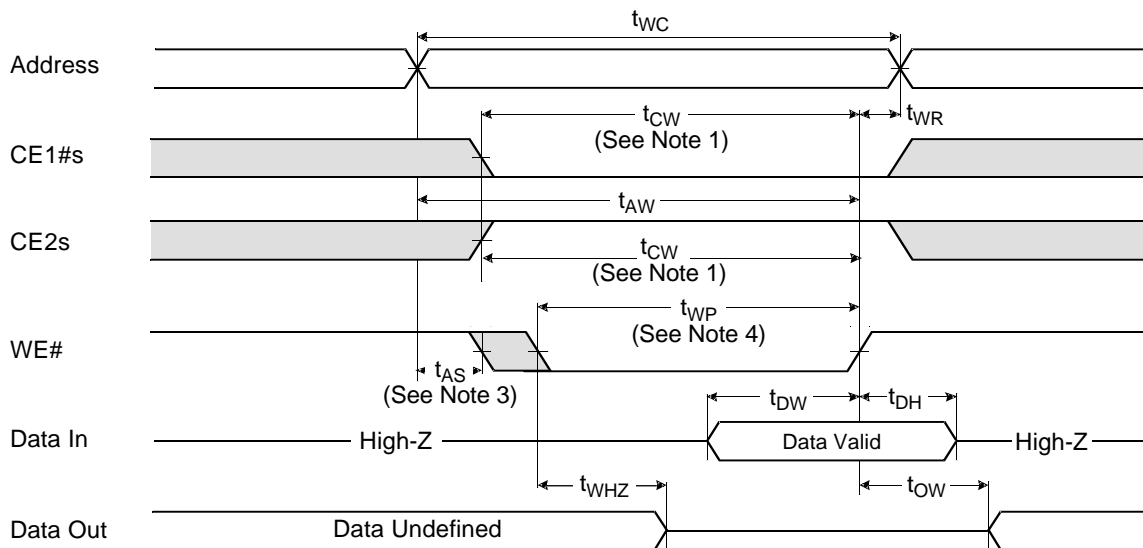 tWC
Address
tCW
(See Note 1)
tWR
CE1#s
tAW
CE2s
tCW
(See Note 1)
tWP
(See Note 4)
WE#
tAS
(See Note 3)
tDW
tDH
Data In
High-Z
Data Valid
High-Z
tWHZ
tOW
Data Out
Data Undefined